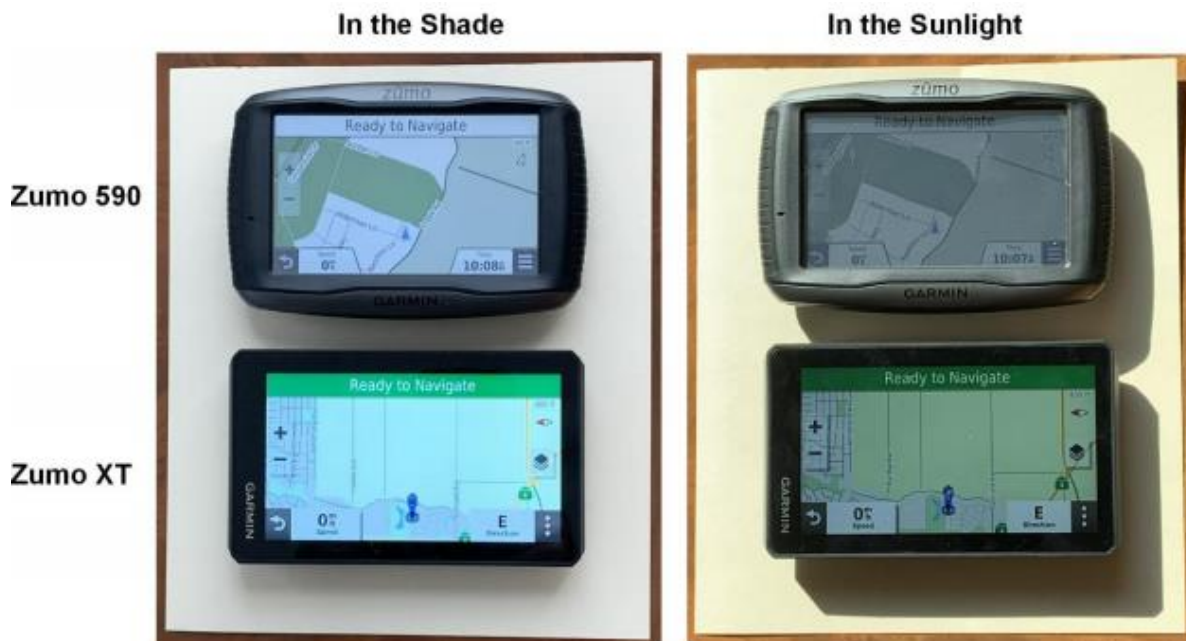 In the Shade
In the Sunlight
Zumo 590
zūmo
Ready to Navigate
+
−
Speed
0
10:08
GARMIN
zūmo
Ready to Navigate
0
10:07
GARMIN
Zumo XT
Ready to Navigate
+
−
GARMIN
0
Speed
E
Direction
Ready to Navigate
+
−
GARMIN
0
Speed
E
Direction